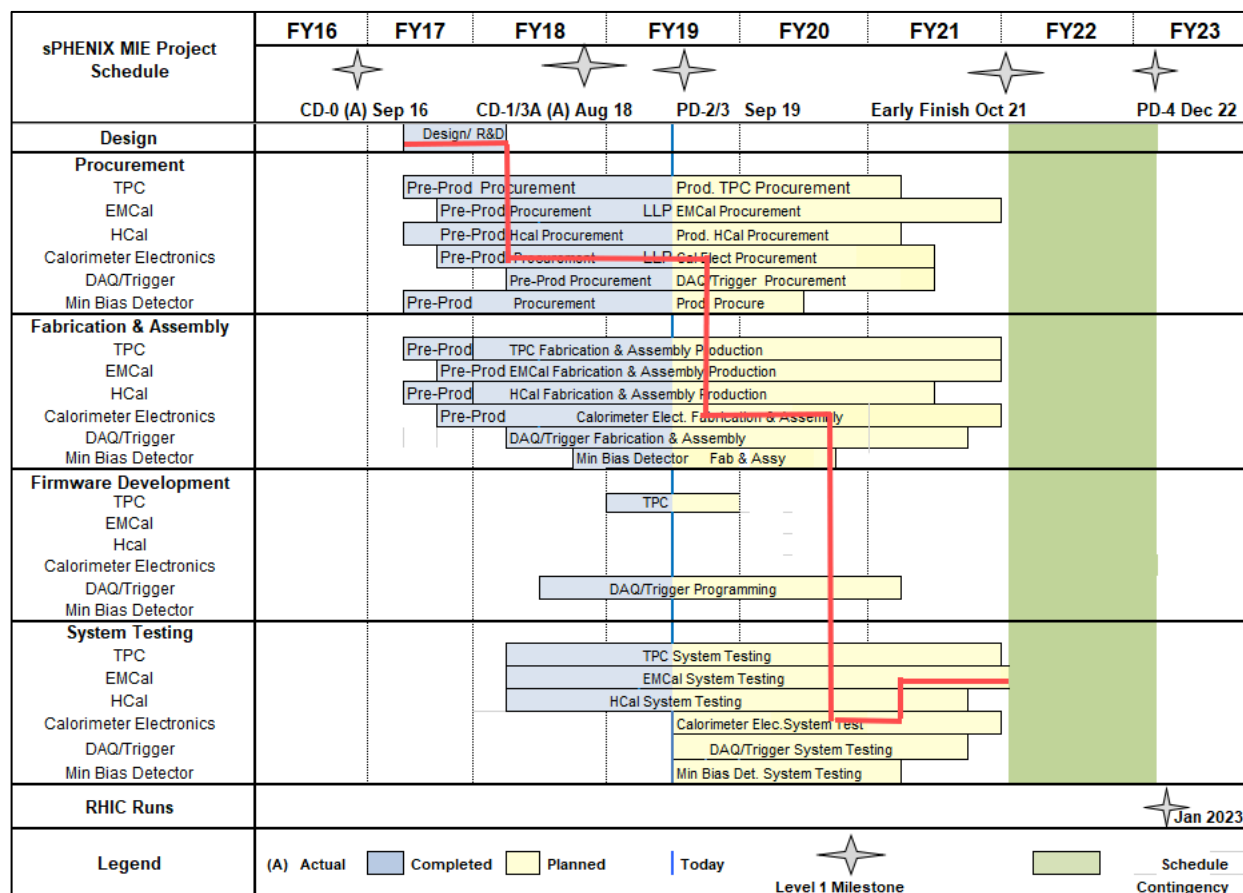 sPHENIX MIE Project Schedule
FY16 FY17 FY18 FY19 FY20 FY21 FY22 FY23
CD-0 (A) Sep 16 CD-1/3A (A) Aug 18 PD-2/3 Sep 19 Early Finish Oct 21 PD-4 Dec 22
Design Design/ R&D
Procurement
TPC Pre-Prod Procurement Prod. TPC Procurement
EMCal Pre-Prod Procurement LLP EMCal Procurement
HCal Pre-Prod Hcal Procurement Prod. HCal Procurement
Calorimeter Electronics Pre-Prod Procurement LLP Cal Elect Procurement
DAQ/Trigger Pre-Prod Procurement DAQ/Trigger Procurement
Min Bias Detector Pre-Prod Procurement Prod. Procure
Fabrication & Assembly
TPC Pre-Prod TPC Fabrication & Assembly Production
EMCal Pre-Prod EMCal Fabrication & Assembly Production
HCal Pre-Prod HCal Fabrication & Assembly Production
Calorimeter Electronics Pre-Prod Calorimeter Elect. Fabrication & Assembly
DAQ/Trigger DAQ/Trigger Fabrication & Assembly
Min Bias Detector Min Bias Detector Fab & Assy
Firmware Development
TPC TPC
EMCal
Hcal
Calorimeter Electronics
DAQ/Trigger DAQ/Trigger Programming
Min Bias Detector
System Testing
TPC TPC System Testing
EMCal EMCal System Testing
HCal HCal System Testing
Calorimeter Electronics Calorimeter Elec.System Test
DAQ/Trigger DAQ/Trigger System Testing
Min Bias Detector Min Bias Det. System Testing
RHIC Runs Jan 2023
Legend (A) Actual Completed Planned Today Level 1 Milestone Schedule Contingency